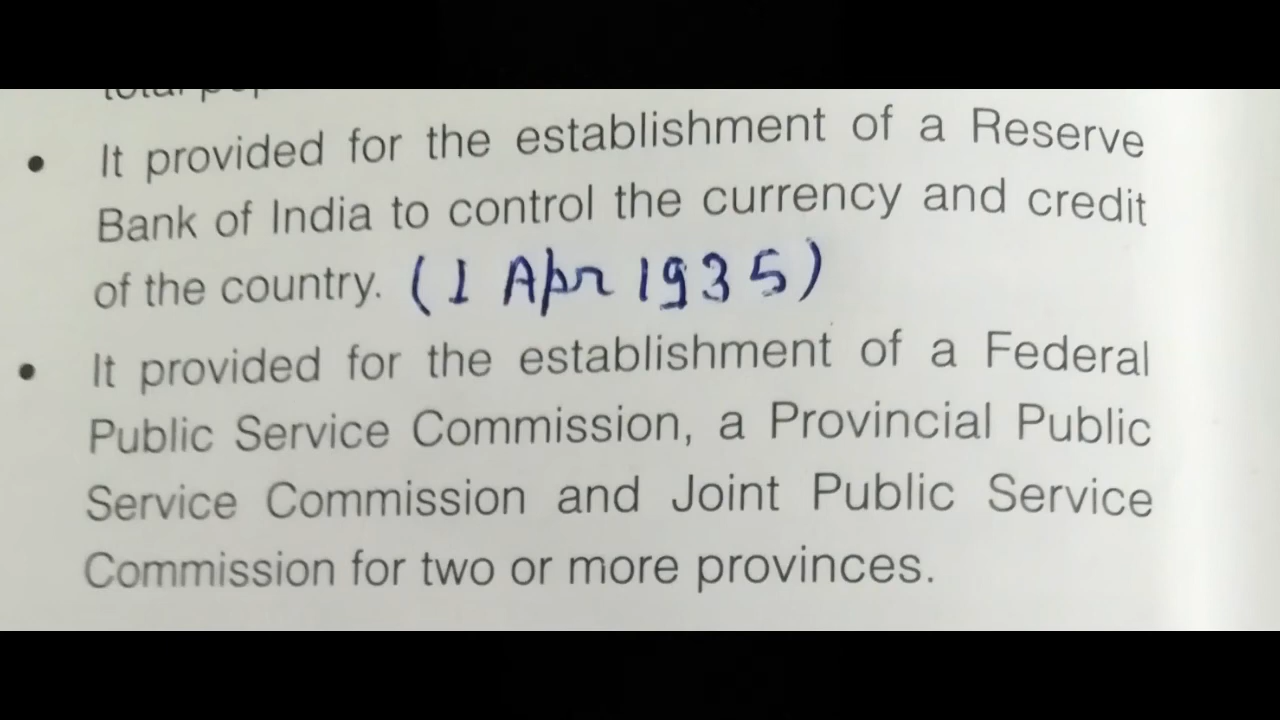 • It provided for the establishment of a Reserve
Bank of India to control the currency and credit
of the country. (1 Apr 1935)
• It provided for the establishment of a Federal
Public Service Commission, a Provincial Public
Service Commission and Joint Public Service
Commission for two or more provinces.